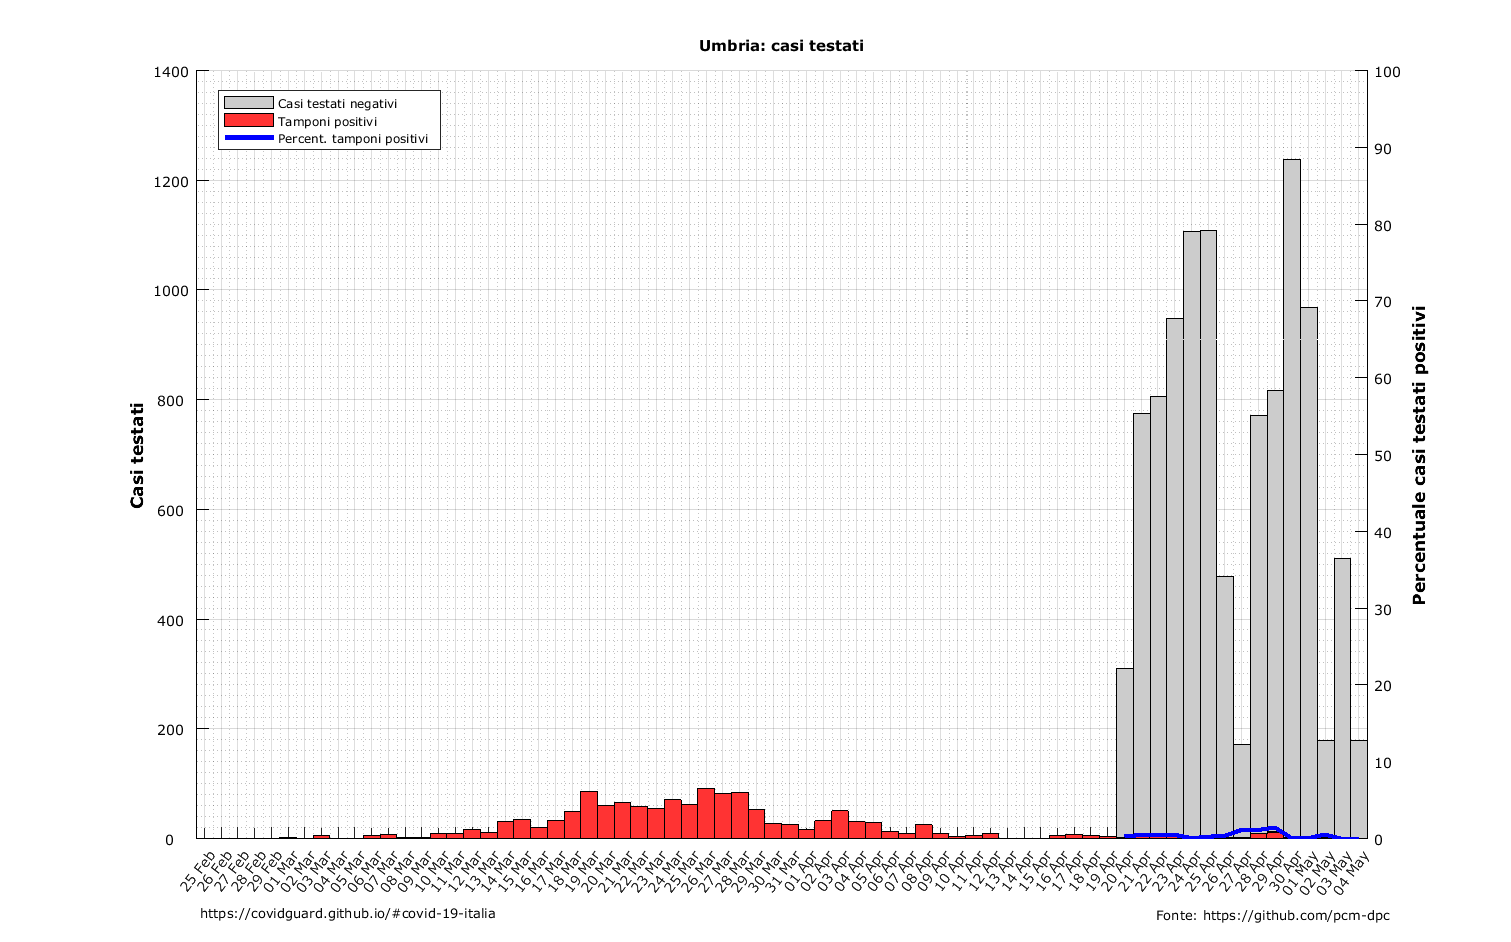 Umbria: casi testati
1400
1200
1000
800
600
400
200
0
Casi testati
Casi testati negativi
Tamponi positivi
Percent. tamponi positivi
100
90
80
70
60
50
40
30
20
10
0
Percentuale casi testati positivi
25 Feb
26 Feb
27 Feb
28 Feb
29 Feb
01 Mar
02 Mar
03 Mar
04 Mar
05 Mar
06 Mar
07 Mar
08 Mar
09 Mar
10 Mar
11 Mar
12 Mar
13 Mar
14 Mar
15 Mar
16 Mar
17 Mar
18 Mar
19 Mar
20 Mar
21 Mar
22 Mar
23 Mar
24 Mar
25 Mar
26 Mar
27 Mar
28 Mar
29 Mar
30 Mar
31 Mar
01 Apr
02 Apr
03 Apr
04 Apr
05 Apr
06 Apr
07 Apr
08 Apr
09 Apr
10 Apr
11 Apr
12 Apr
13 Apr
14 Apr
15 Apr
16 Apr
17 Apr
18 Apr
19 Apr
20 Apr
21 Apr
22 Apr
23 Apr
24 Apr
25 Apr
26 Apr
27 Apr
28 Apr
29 Apr
30 Apr
01 May
02 May
03 May
04 May
https://covidguard.github.io/#covid-19-italia
Fonte: https://github.com/pcm-dpc